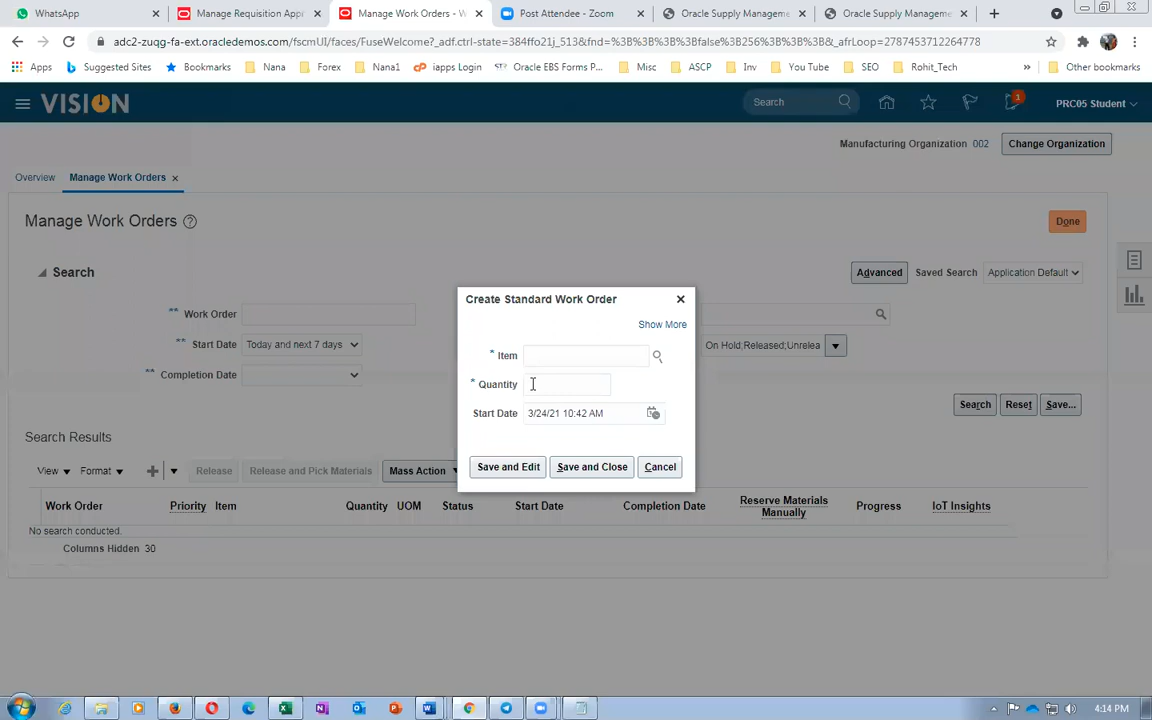 WhatsApp
Manage Requisition Appr
Manage Work Orders - W
Post Attendee - Zoom
Oracle Supply Manageme
Oracle Supply Manageme
adc2-zuqg-fa-ext.oracledemos.com/fscmUI/faces/FuseWelcome?_adf.ctrl-state=384ffo21j_513&fnd=%3B%3B%3B%3Bfalse%3B256%3B%3B%3B&_afrLoop=2787453712264778
Apps
Suggested Sites
Bookmarks
Nana
Forex
Nana1
iapps Login
Oracle EBS Forms P...
Misc
ASCP
Inv
You Tube
SEO
Rohit_Tech
»
Other bookmarks
VISION
Search
1
PRC05 Student
Manufacturing Organization 002
Change Organization
Overview
Manage Work Orders
Manage Work Orders
Done
Search
Advanced
Saved Search
Application Default
** Work Order
** Start Date Today and next 7 days
On Hold;Released;Unrelea
** Completion Date
Search
Reset
Save...
Create Standard Work Order
Show More
* Item
* Quantity
Start Date 3/24/21 10:42 AM
Save and Edit
Save and Close
Cancel
Search Results
View
Format
Release
Release and Pick Materials
Mass Action
Work Order
Priority
Item
Quantity
UOM
Status
Start Date
Completion Date
Reserve Materials
Manually
Progress
IoT Insights
No search conducted.
Columns Hidden 30
4:14 PM